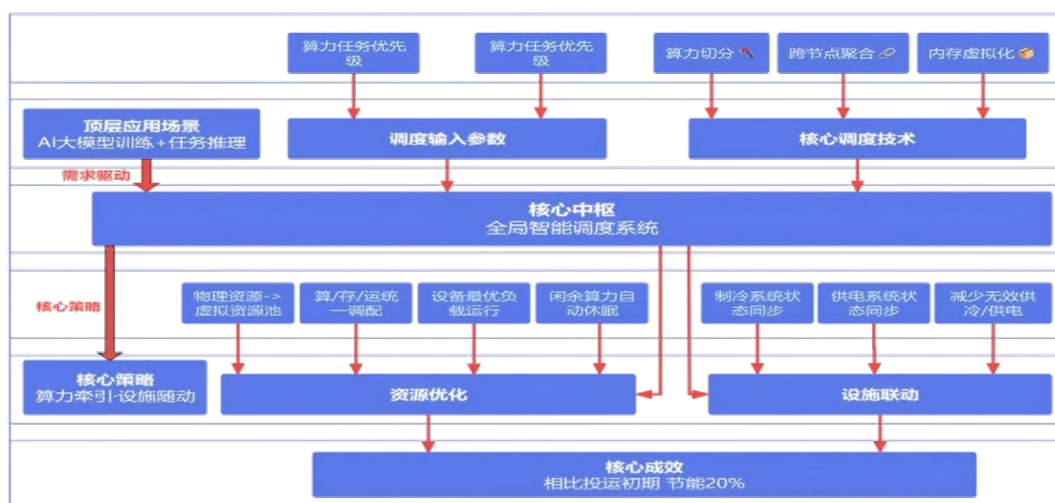 算力任务优先
级
算力任务优先
级
算力切分🪓
跨节点聚合🔗
内存虚拟化📦
顶层应用场景
AI大模型训练+任务推理
调度输入参数
核心调度技术
需求驱动
核心中枢
全局智能调度系统
核心策略
物理资源->
虚拟资源池
算/存/运统
一调配
设备最优负
载运行
闲余算力自
动休眠
制冷系统状
态同步
供电系统状
态同步
减少无效供
冷/供电
核心策略
算力牵引-设施随动
资源优化
设施联动
核心成效
相比投运初期 节能20%